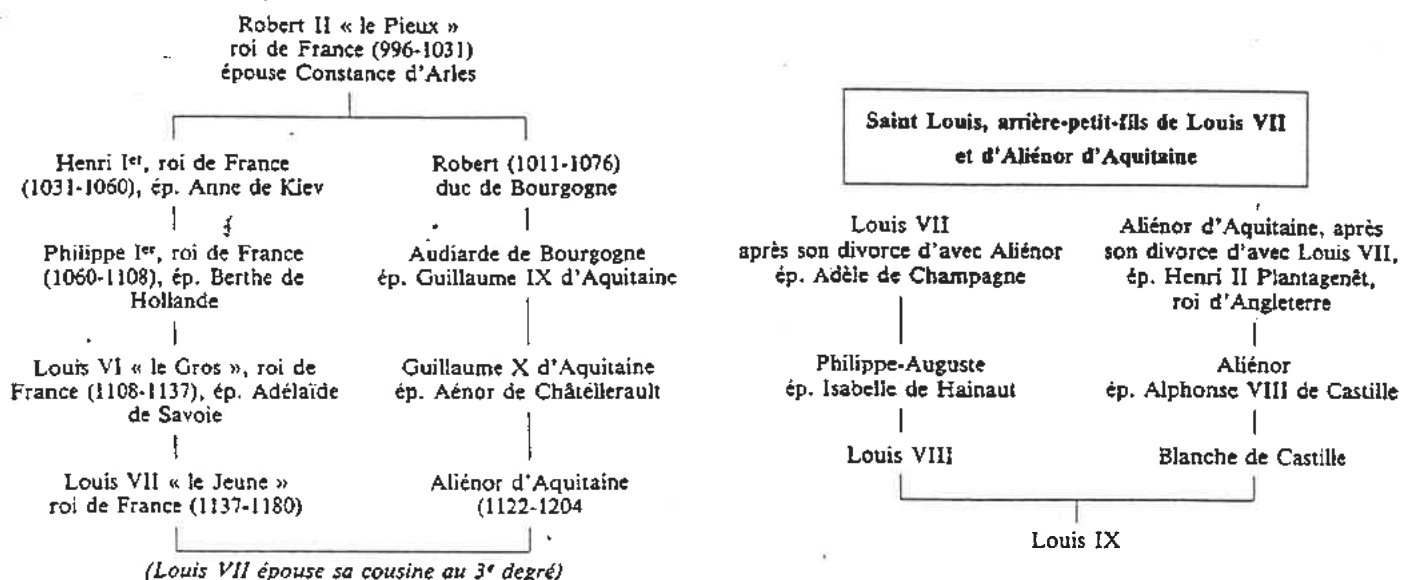 Robert II « le Pieux »
roi de France (996-1031)
épouse Constance d'Arles
Henri Ier, roi de France
(1031-1060), ép. Anne de Kiev
Robert (1011-1076)
duc de Bourgogne
Philippe Ier, roi de France
(1060-1108), ép. Berthe de
Hollande
Audiarde de Bourgogne
ép. Guillaume IX d'Aquitaine
Louis VI « le Gros », roi de
France (1108-1137), ép. Adélaïde
de Savoie
Guillaume X d'Aquitaine
ép. Aénor de Châtellerault
Louis VII « le Jeune »
roi de France (1137-1180)
Aliénor d'Aquitaine
(1122-1204
(Louis VII épouse sa cousine au 3e degré)
Saint Louis, arrière-petit-fils de Louis VII
et d'Aliénor d'Aquitaine
Louis VII
après son divorce d'avec Aliénor
ép. Adèle de Champagne
Aliénor d'Aquitaine, après
son divorce d'avec Louis VII,
ép. Henri II Plantagenêt,
roi d'Angleterre
Philippe-Auguste
ép. Isabelle de Hainaut
Aliénor
ép. Alphonse VIII de Castille
Louis VIII
Blanche de Castille
Louis IX